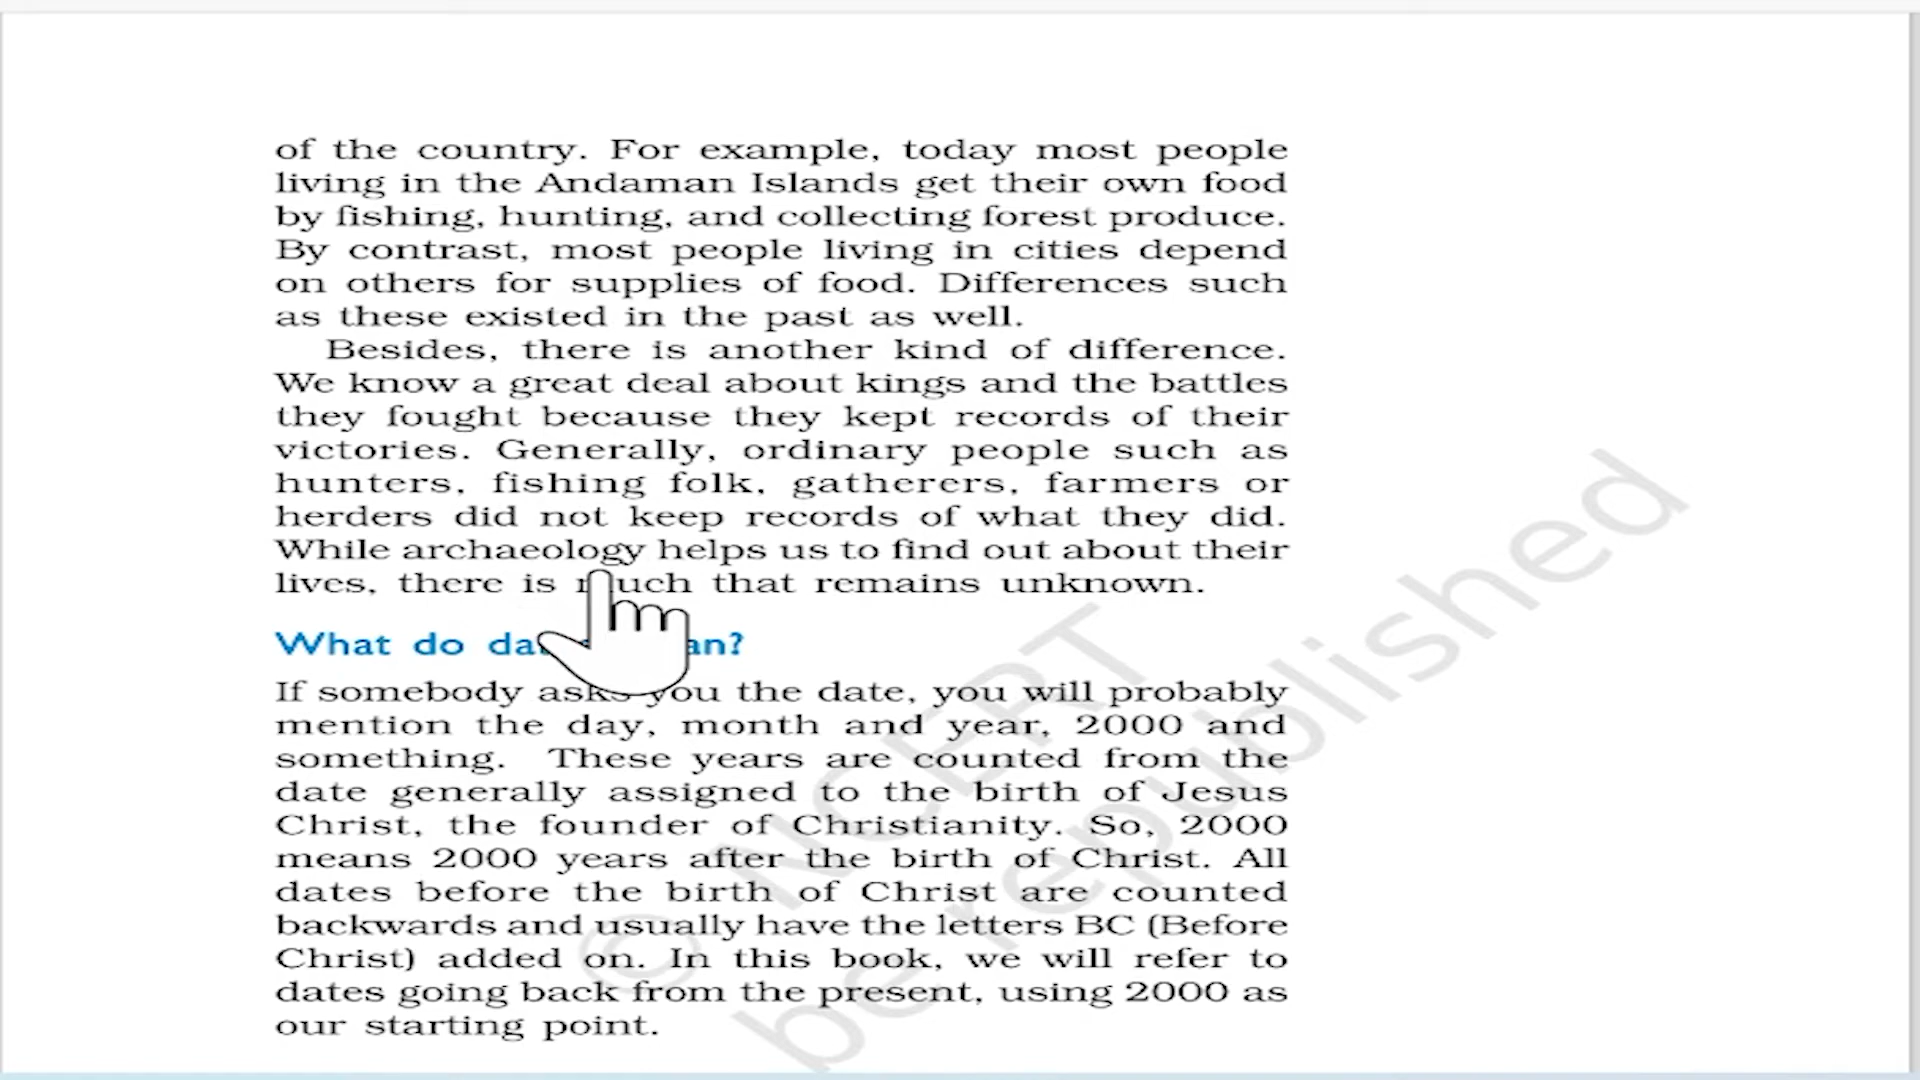 of the country. For example, today most people
living in the Andaman Islands get their own food
by fishing, hunting, and collecting forest produce.
By contrast, most people living in cities depend
on others for supplies of food. Differences such
as these existed in the past as well.
Besides, there is another kind of difference.
We know a great deal about kings and the battles
they fought because they kept records of their
victories. Generally, ordinary people such as
hunters, fishing folk, gatherers, farmers or
herders did not keep records of what they did.
While archaeology helps us to find out about their
lives, there is much that remains unknown.
What do
If somebody asks you the date, you will probably
mention the day, month and year, 2000 and
something. These years are counted from the
date generally assigned to the birth of Jesus
Christ, the founder of Christianity. So, 2000
means 2000 years after the birth of Christ. All
dates before the birth of Christ are counted
backwards and usually have the letters BC (Before
Christ) added on. In this book, we will refer to
dates going back from the present, using 2000 as
our starting point.
© NCERT
be republished